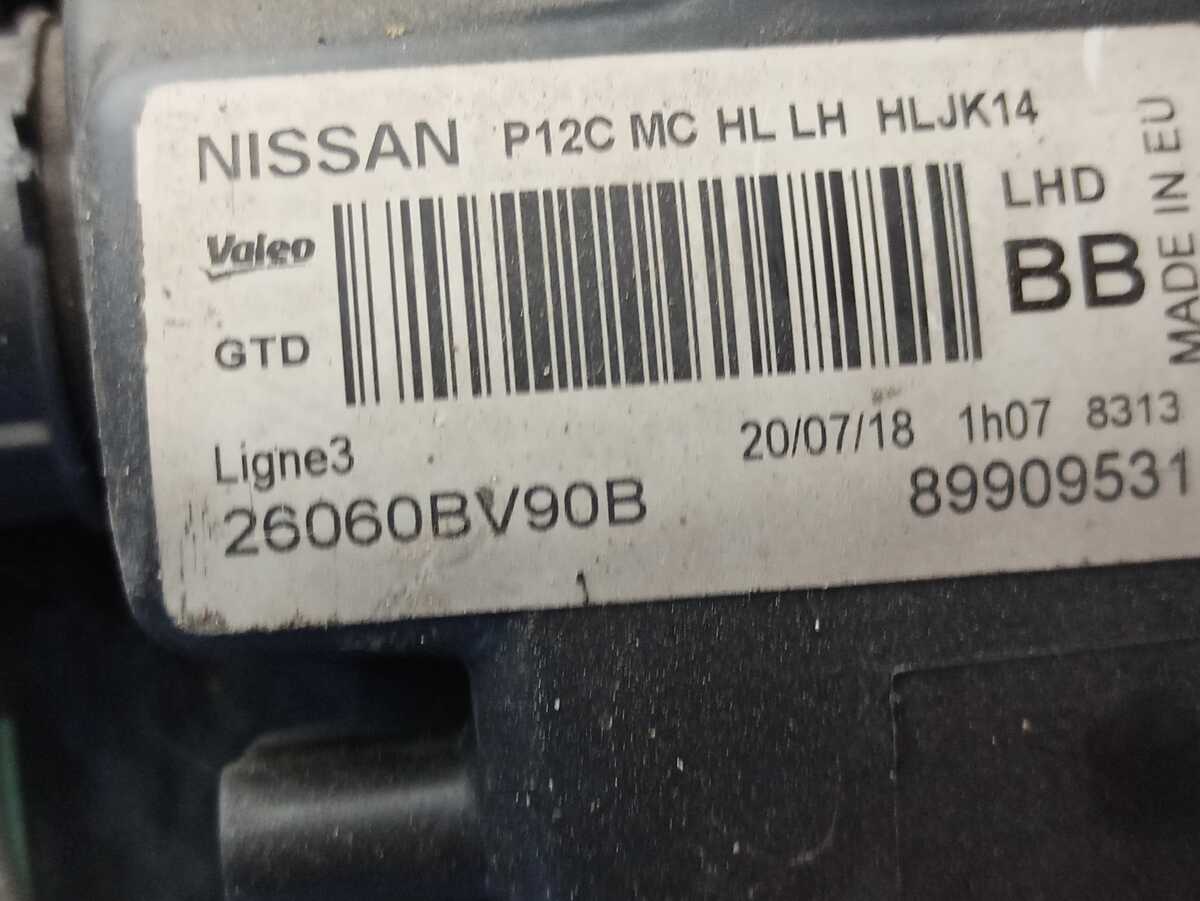 NISSAN P12C MC HL LH HLJK14
Valeo
LHD
GTD
BB
MADE IN EU
Ligne3
20/07/18 1h07 8313
26060BV90B
89909531